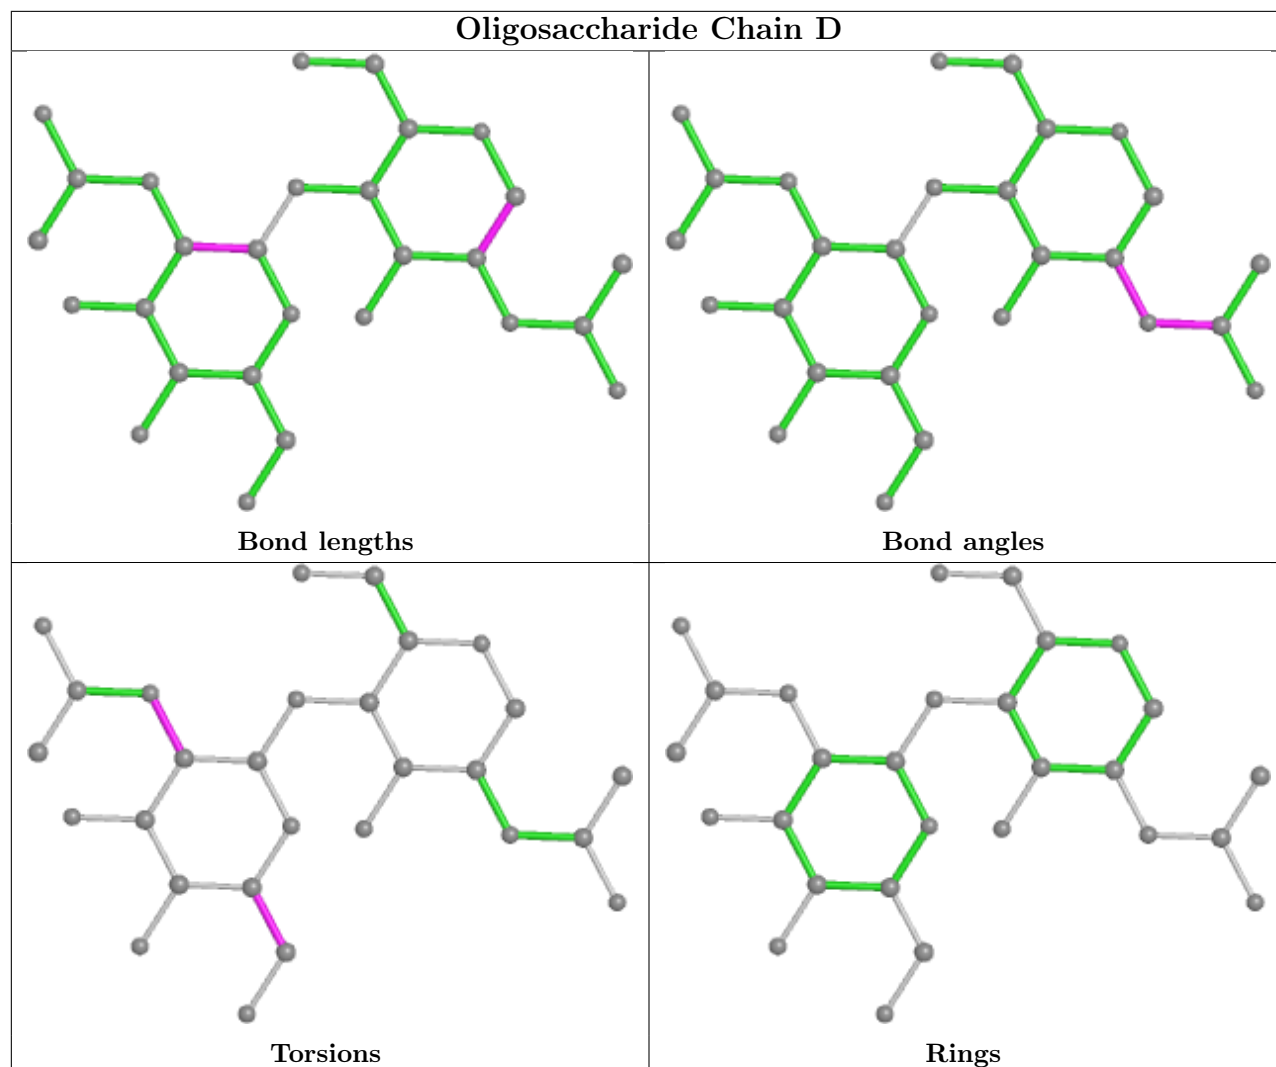 Oligosaccharide Chain D
Bond lengths
Bond angles
Torsions
Rings